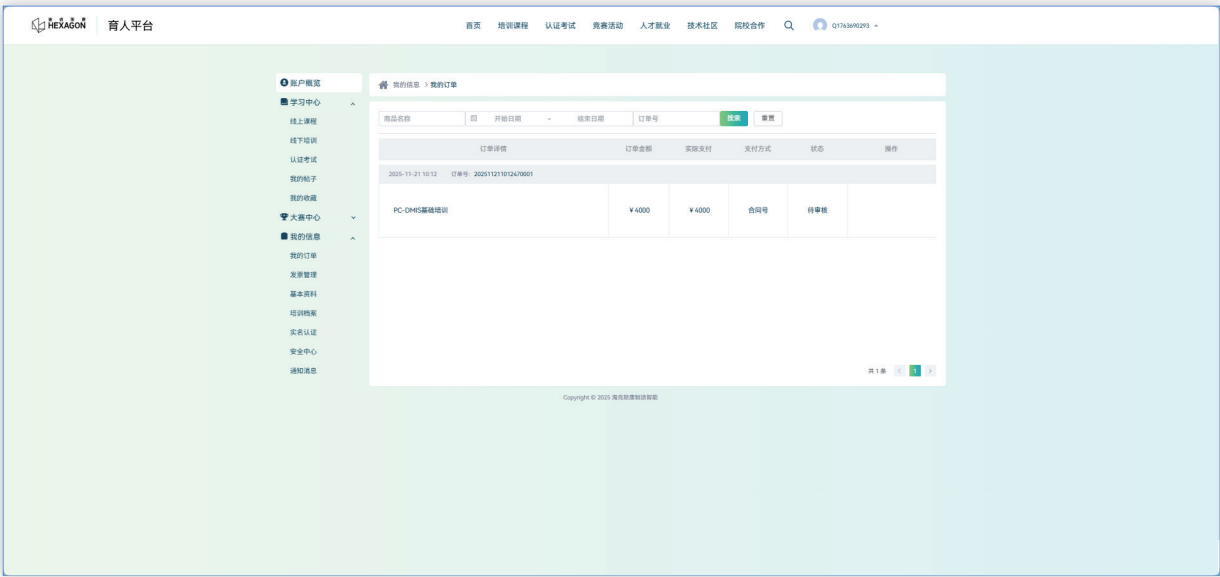 HEXAGON 育人平台 首页 培训课程 认证考试 竞赛活动 人才就业 技术社区 院校合作 Q1763690293
账户概览
我的信息 > 我的订单
学习中心
线上课程
线下培训
认证考试
我的帖子
我的收藏
大赛中心
我的信息
我的订单
发票管理
基本资料
培训档案
实名认证
安全中心
通知消息
商品名称 开始日期 - 结束日期 订单号 搜索 重置
订单详情 订单金额 实际支付 支付方式 状态 操作
2025-11-21 10:12 订单号: 202511211012470001
PC-DMIS基础培训 ¥4000 ¥4000 合同号 待审核
共 1 条 < 1 >
Copyright © 2025 海克斯康制造智能